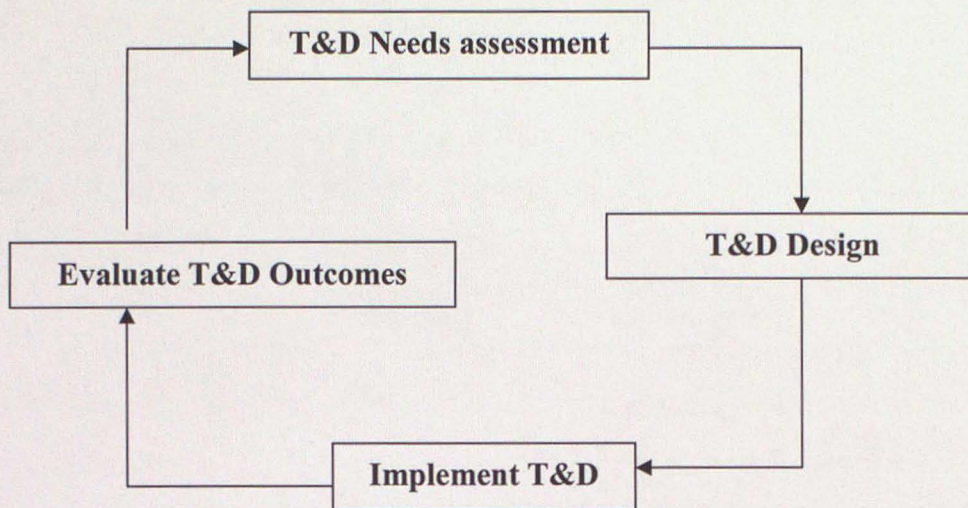 T&D Needs assessment
T&D Design
Evaluate T&D Outcomes
Implement T&D